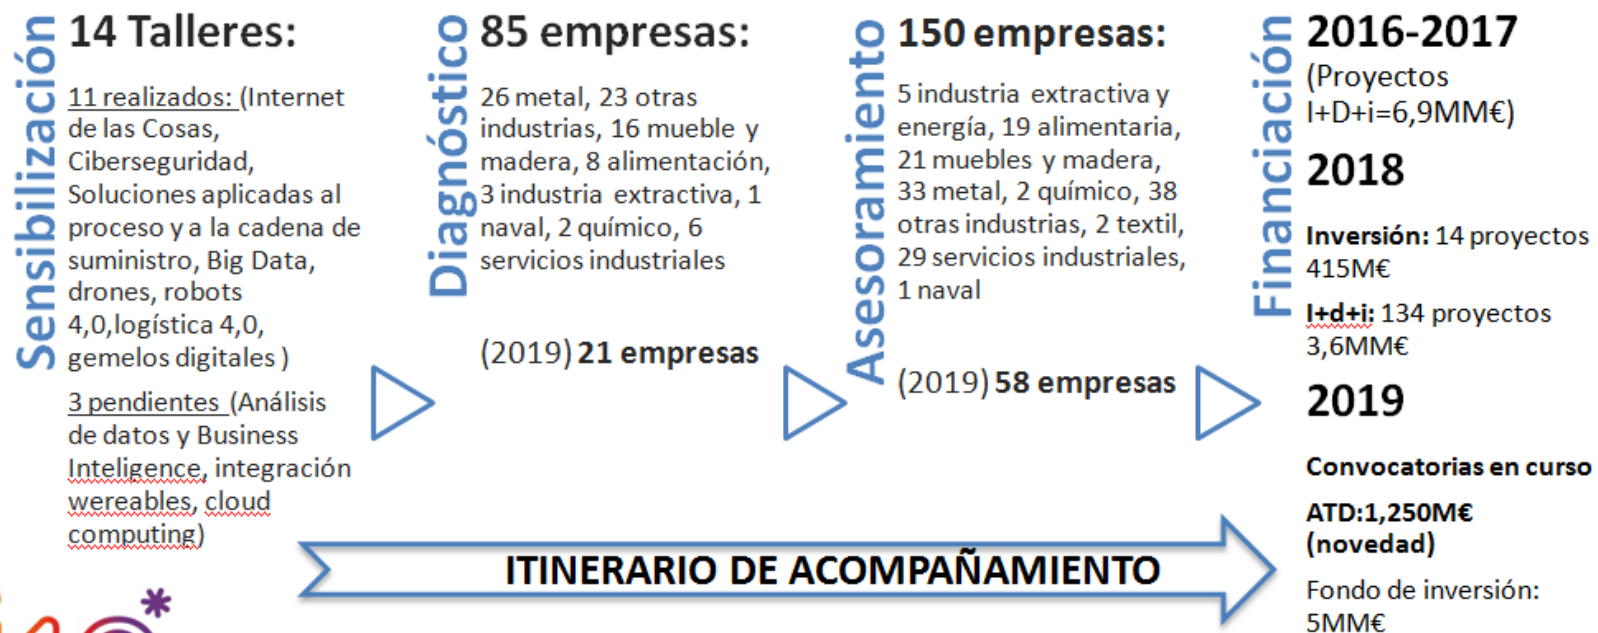 Sensibilización
14 Talleres:
11 realizados: (Internet
de las Cosas,
Ciberseguridad,
Soluciones aplicadas al
proceso y a la cadena de
suministro, Big Data,
drones, robots
4,0,logística 4,0,
gemelos digitales )
3 pendientes (Análisis
de datos y Business
Inteligence, integración
wereables, cloud
computing)
Diagnóstico
85 empresas:
26 metal, 23 otras
industrias, 16 mueble y
madera, 8 alimentación,
3 industria extractiva, 1
naval, 2 químico, 6
servicios industriales
(2019) 21 empresas
Asesoramiento
150 empresas:
5 industria extractiva y
energía, 19 alimentaria,
21 muebles y madera,
33 metal, 2 químico, 38
otras industrias, 2 textil,
29 servicios industriales,
1 naval
(2019) 58 empresas
Financiación
2016-2017
(Proyectos
I+D+i=6,9MM€)
2018
Inversión: 14 proyectos
415M€
I+d+i: 134 proyectos
3,6MM€
2019
Convocatorias en curso
ATD:1,250M€
(novedad)
Fondo de inversión:
5MM€
ITINERARIO DE ACOMPAÑAMIENTO